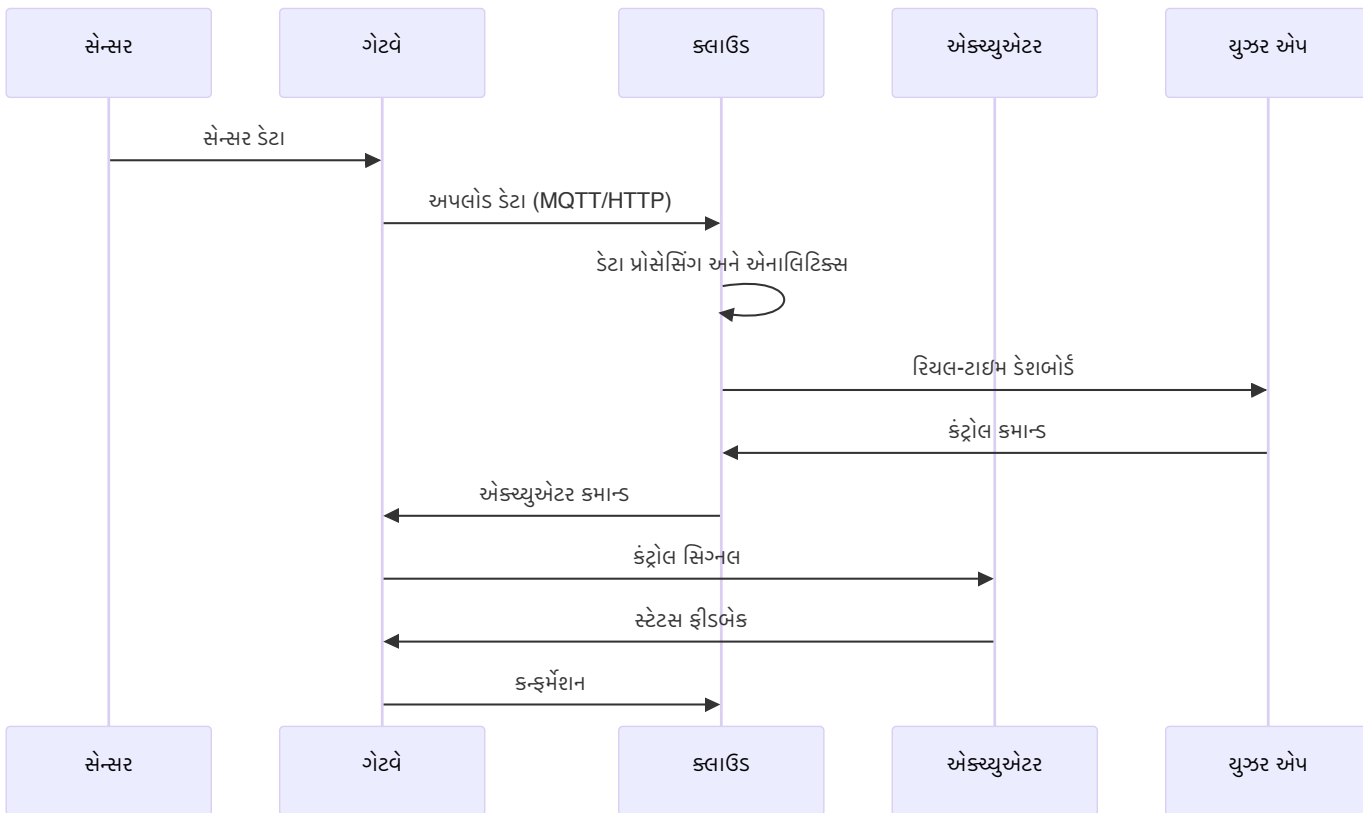 સેન્સર
ગેટવે
ક્લાઉડ
એક્ચ્યુએટર
યુઝર એપ
સેન્સર ડેટા
અપલોડ ડેટા (MQTT/HTTP)
ડેટા પ્રોસેસિંગ અને એનાલિટિક્સ
રિયલ-ટાઇમ ડેશબોર્ડ
કંટ્રોલ કમાન્ડ
એક્ચ્યુએટર કમાન્ડ
કંટ્રોલ સિગ્નલ
સ્ટેટસ ફીડબેક
કન્ફર્મેશન
સેન્સર
ગેટવે
ક્લાઉડ
એક્ચ્યુએટર
યુઝર એપ